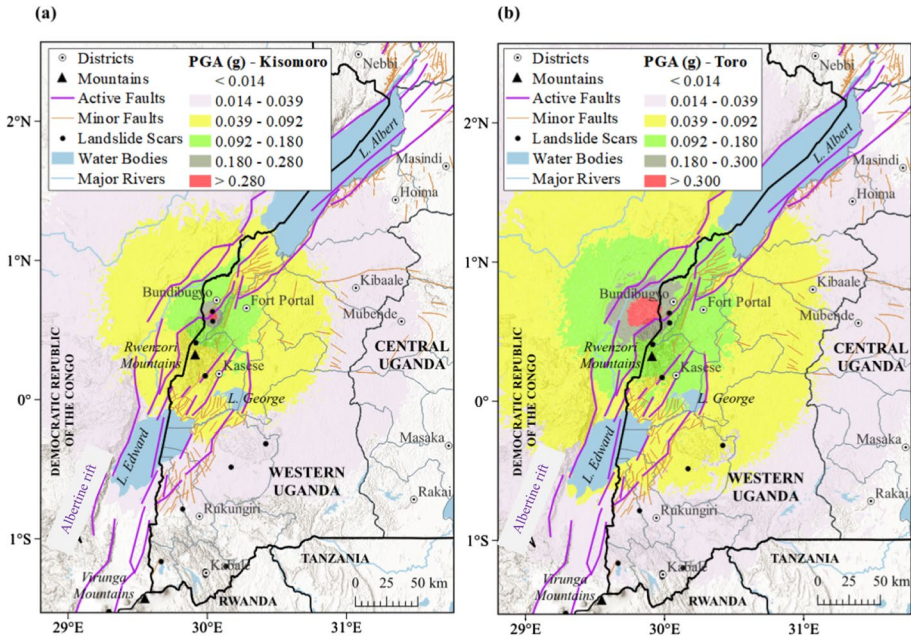 (a)
Districts
Mountains
Active Faults
Minor Faults
Landslide Scars
Water Bodies
Major Rivers
PGA (g) - Kisomoro
< 0.014
0.014 - 0.039
0.039 - 0.092
0.092 - 0.180
0.180 - 0.280
> 0.280
Nebbi
L. Albert
Masindi
Hoima
Bundibugyo
Fort Portal
Kibaale
Mubende
Rwenzori
Mountains
Kasese
CENTRAL
UGANDA
DEMOCRATIC REPUBLIC
OF THE CONGO
L. George
L. Edward
Masaka
WESTERN
UGANDA
Albertine rift
Rakai
Rukungiri
TANZANIA
Kabale
Virunga
Mountains
RWANDA
0 25 50 km
2°N
1°N
0°
1°S
29°E
30°E
31°E
(b)
Districts
Mountains
Active Faults
Minor Faults
Landslide Scars
Water Bodies
Major Rivers
PGA (g) - Toro
< 0.014
0.014 - 0.039
0.039 - 0.092
0.092 - 0.180
0.180 - 0.300
> 0.300
Nebbi
L. Albert
Masindi
Hoima
Bundibugyo
Fort Portal
Kibaale
Mubende
Rwenzori
Mountains
Kasese
CENTRAL
UGANDA
DEMOCRATIC REPUBLIC
OF THE CONGO
L. George
L. Edward
Masaka
WESTERN
UGANDA
Albertine rift
Rakai
Rukungiri
TANZANIA
Kabale
Virunga
Mountains
RWANDA
0 25 50 km
2°N
1°N
0°
1°S
29°E
30°E
31°E